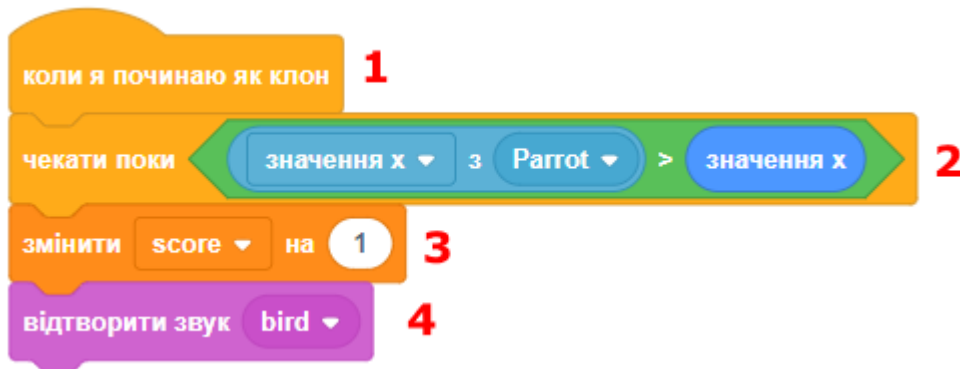 коли я починаю як клон 1
чекати поки значення x з Parrot > значення x 2
змінити score на 1 3
відтворити звук bird 4